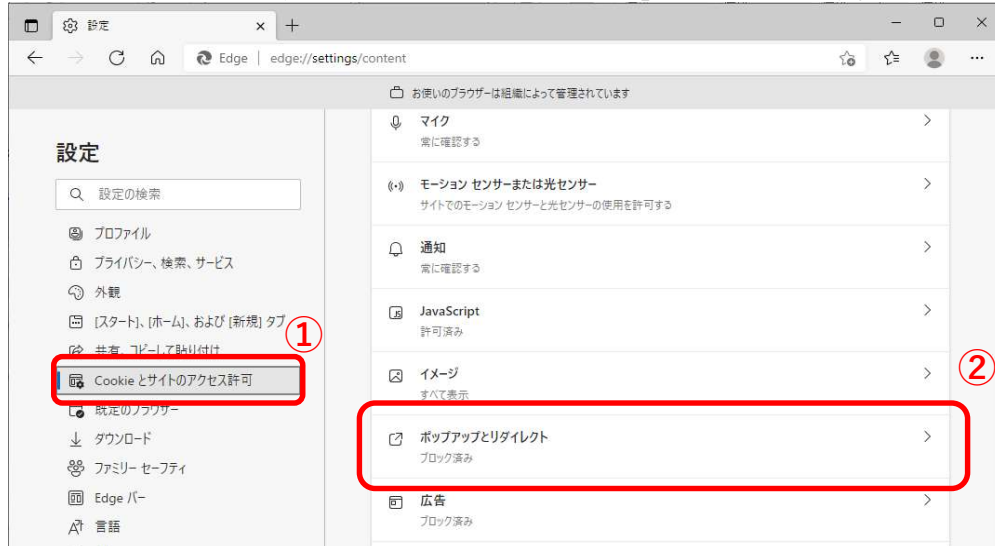 設定
Edge | edge://settings/content
お使いのブラウザーは組織によって管理されています
設定
設定の検索
プロファイル
プライバシー、検索、サービス
外観
[スタート]、[ホーム]、および [新規] タブ
共有、コピーして貼り付け
①
Cookie とサイトのアクセス許可
既定のブラウザー
ダウンロード
ファミリー セーフティ
Edge バー
言語
マイク
常に確認する
モーション センサーまたは光センサー
サイトでのモーション センサーと光センサーの使用を許可する
通知
常に確認する
JavaScript
許可済み
イメージ
すべて表示
②
ポップアップとリダイレクト
ブロック済み
広告
ブロック済み